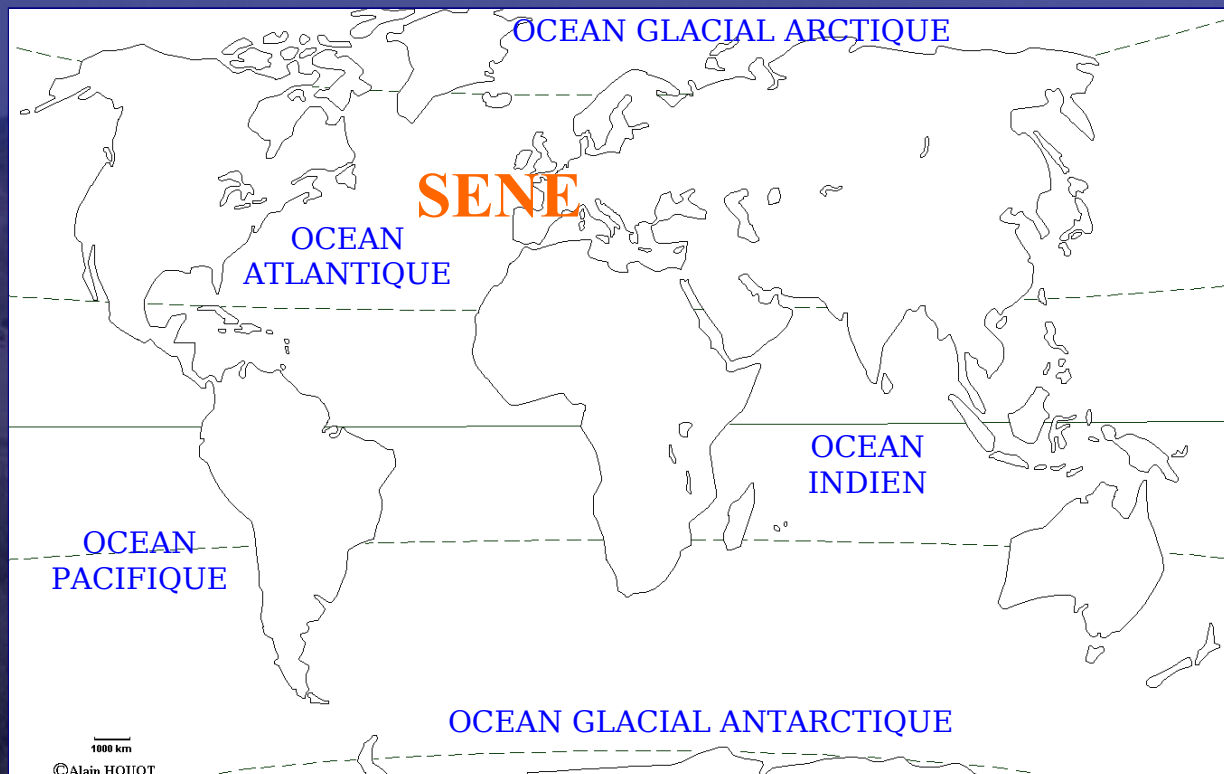 OCEAN GLACIAL ARCTIQUE
SENE
OCEAN
ATLANTIQUE
OCEAN
INDIEN
OCEAN
PACIFIQUE
OCEAN GLACIAL ANTARCTIQUE
1000 km
©Alain HOUOT